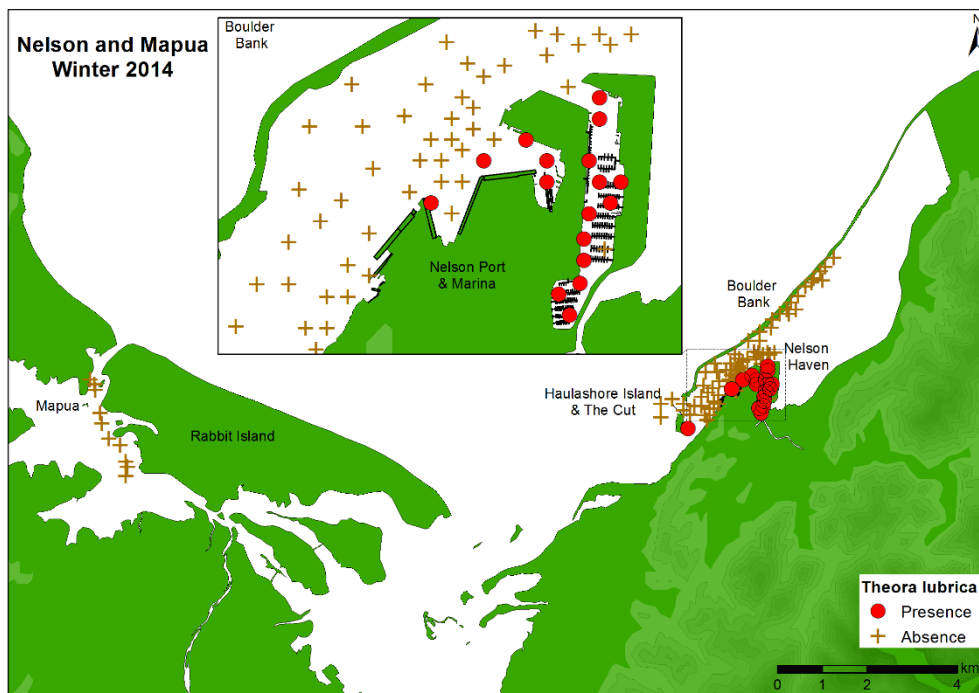 Nelson and Mapua
Winter 2014
Boulder
Bank
Nelson Port
& Marina
N
Boulder
Bank
Nelson
Haven
Haulashore Island
& The Cut
Mapua
Rabbit Island
Theora lubrica
Presence
Absence
km
0 1 2 4